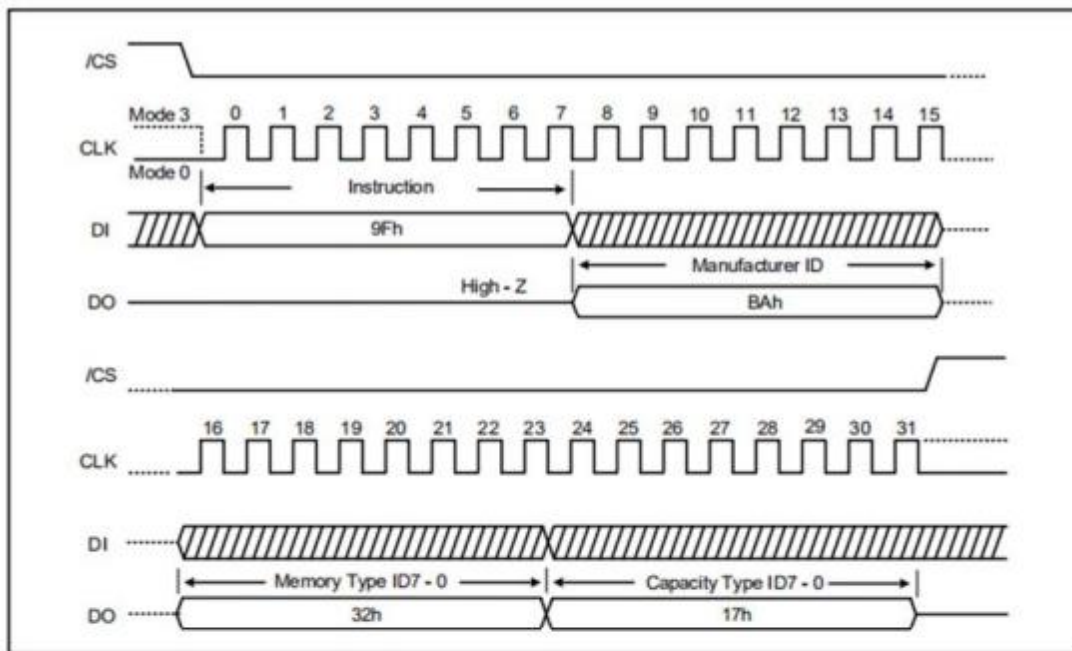 /CS
Mode 3 0 1 2 3 4 5 6 7 8 9 10 11 12 13 14 15
CLK
Mode 0
Instruction
DI 9Fh
Manufacturer ID
High - Z
DO BAh
/CS
16 17 18 19 20 21 22 23 24 25 26 27 28 29 30 31
CLK
DI
Memory Type ID7 - 0 Capacity Type ID7 - 0
DO 32h 17h